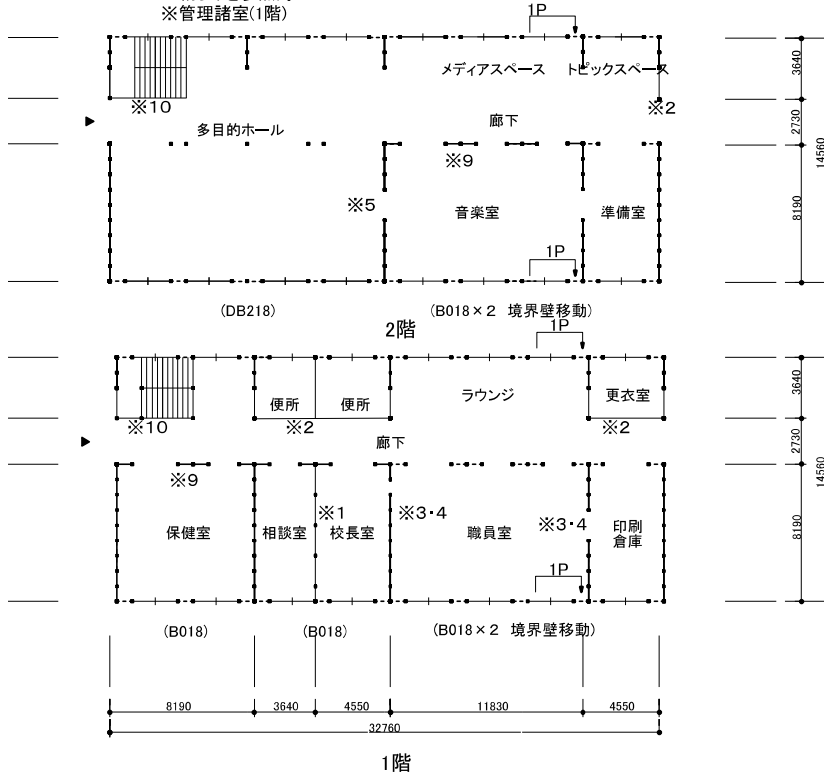 ※管理諸室(1階)
1P
メディアスペース
トピックスペース
※10
※2
廊下
多目的ホール
※9
※5
音楽室
準備室
1P
3640
2730
8190
14560
(DB218)
(B018×2 境界壁移動)
2階
1P
ラウンジ
更衣室
便所
便所
※10
※2
※2
廊下
※9
※1
※3・4
※3・4
保健室
相談室
校長室
職員室
印刷
倉庫
1P
3640
2730
8190
14560
(B018)
(B018)
(B018×2 境界壁移動)
8190
3640
4550
11830
4550
32760
1階